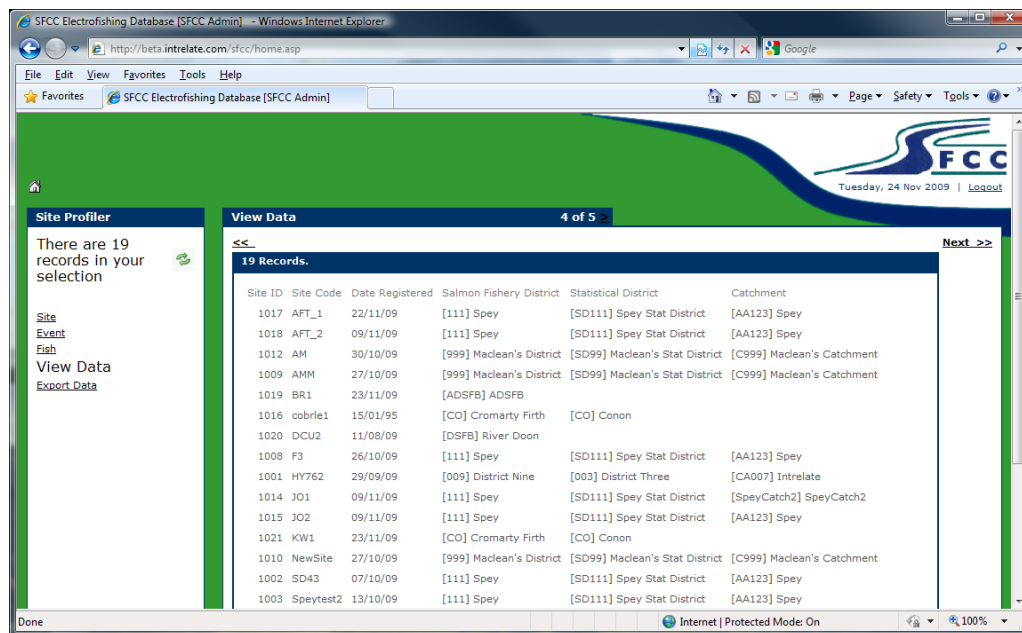 SFCC Electrofishing Database [SFCC Admin] - Windows Internet Explorer
http://beta.intrelate.com/sfcc/home.asp
Google
File Edit View Favorites Tools Help
Favorites SFCC Electrofishing Database [SFCC Admin] Page Safety Tools
SFCC
Tuesday, 24 Nov 2009 | Logout
Site Profiler View Data 4 of 5 >
There are 19
records in your
selection
<< Next >>
19 Records.
Site
Event
Fish
View Data
Export Data
Site ID Site Code Date Registered Salmon Fishery District Statistical District Catchment
1017 AFT_1 22/11/09 [111] Spey [SD111] Spey Stat District [AA123] Spey
1018 AFT_2 09/11/09 [111] Spey [SD111] Spey Stat District [AA123] Spey
1012 AM 30/10/09 [999] Maclean's District [SD99] Maclean's Stat District [C999] Maclean's Catchment
1009 AMM 27/10/09 [999] Maclean's District [SD99] Maclean's Stat District [C999] Maclean's Catchment
1019 BR1 23/11/09 [ADSFB] ADSFB
1016 cobrle1 15/01/95 [CO] Cromarty Firth [CO] Conon
1020 DCU2 11/08/09 [DSFB] River Doon
1008 F3 26/10/09 [111] Spey [SD111] Spey Stat District [AA123] Spey
1001 HY762 29/09/09 [009] District Nine [003] District Three [CA007] Intrelate
1014 JO1 09/11/09 [111] Spey [SD111] Spey Stat District [SpeyCatch2] SpeyCatch2
1015 JO2 09/11/09 [111] Spey [SD111] Spey Stat District [AA123] Spey
1021 KW1 23/11/09 [CO] Cromarty Firth [CO] Conon
1010 NewSite 27/10/09 [999] Maclean's District [SD99] Maclean's Stat District [C999] Maclean's Catchment
1002 SD43 07/10/09 [111] Spey [SD111] Spey Stat District [AA123] Spey
1003 Speytest2 13/10/09 [111] Spey [SD111] Spey Stat District [AA123] Spey
Done Internet | Protected Mode: On 100%